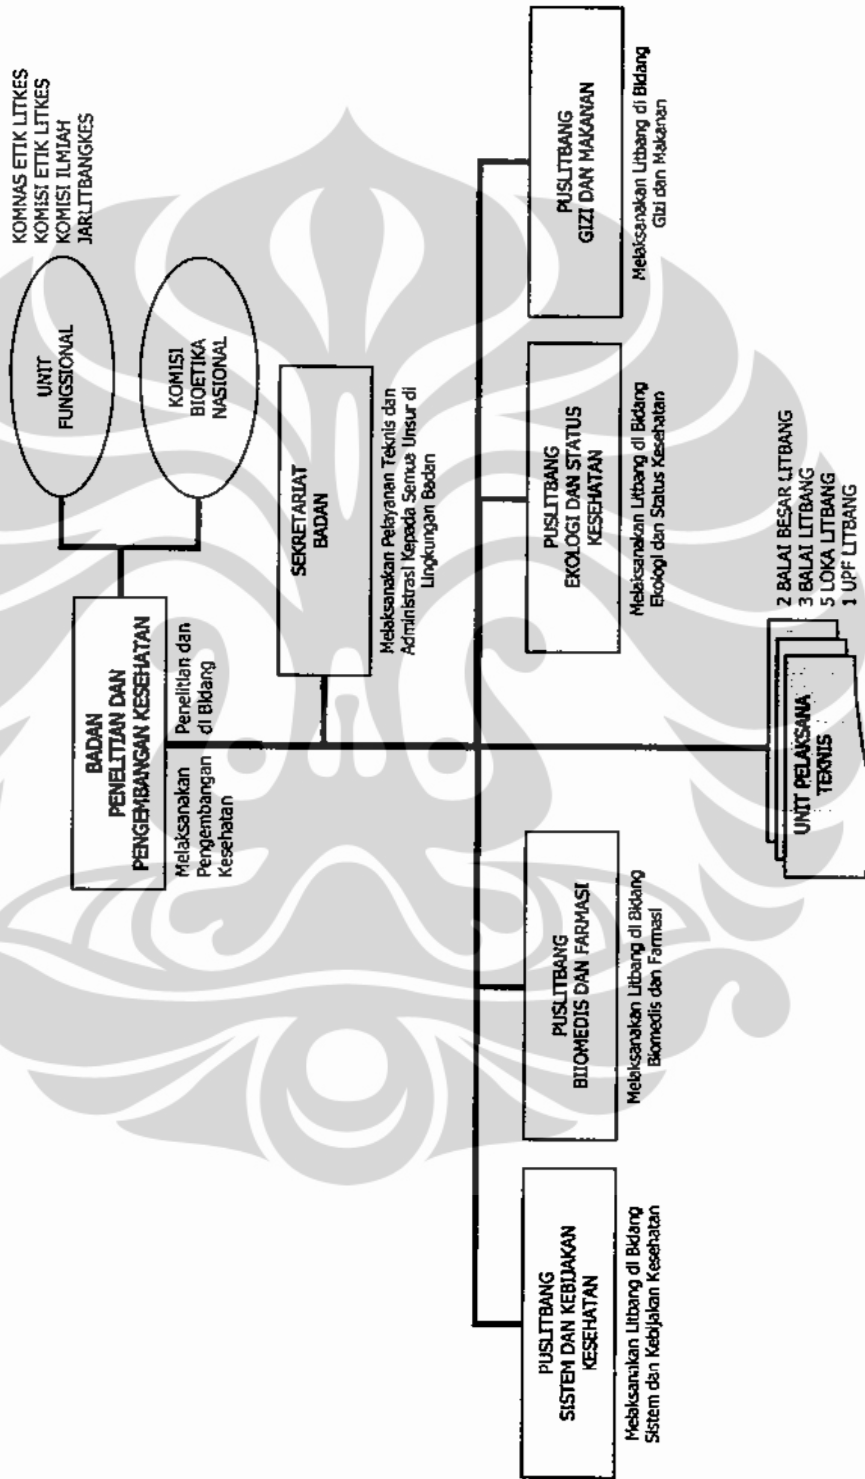 KOMNAS ETIK LITKES
KOMISI ETIK LITKES
KOMISI ILMIAH
JARLITBANGKES
UNIT
FUNGSIONAL
KOMISI
BIOETIKA
NASIONAL
BADAN
PENELITIAN DAN
PENGEMBANGAN KESEHATAN
Melaksanakan Penelitian dan
Pengembangan di Bidang
Kesehatan
SEKRETARIAT
BADAN
Melaksanakan Pelayanan Teknis dan
Administrasi Kepada Semua Unsur di
Lingkungan Badan
PUSLITBANG
SISTEM DAN KEBIJAKAN
KESEHATAN
Melaksanakan Litbang di Bidang
Sistem dan Kebijakan Kesehatan
PUSLITBANG
BIIOMEDIS DAN FARMASI
Melaksanakan Litbang di Bidang
Biomedis dan Farmasi
PUSLITBANG
EKOLOGI DAN STATUS
KESEHATAN
Melaksanakan Litbang di Bidang
Ekologi dan Status Kesehatan
PUSLITBANG
GIZI DAN MAKANAN
Melaksanakan Litbang di Bidang
Gizi dan Makanan
UNIT PELAKSANA
TEKNIS
2 BALAI BESAR LITBANG
3 BALAI LITBANG
5 LOKA LITBANG
1 UPF LITBANG